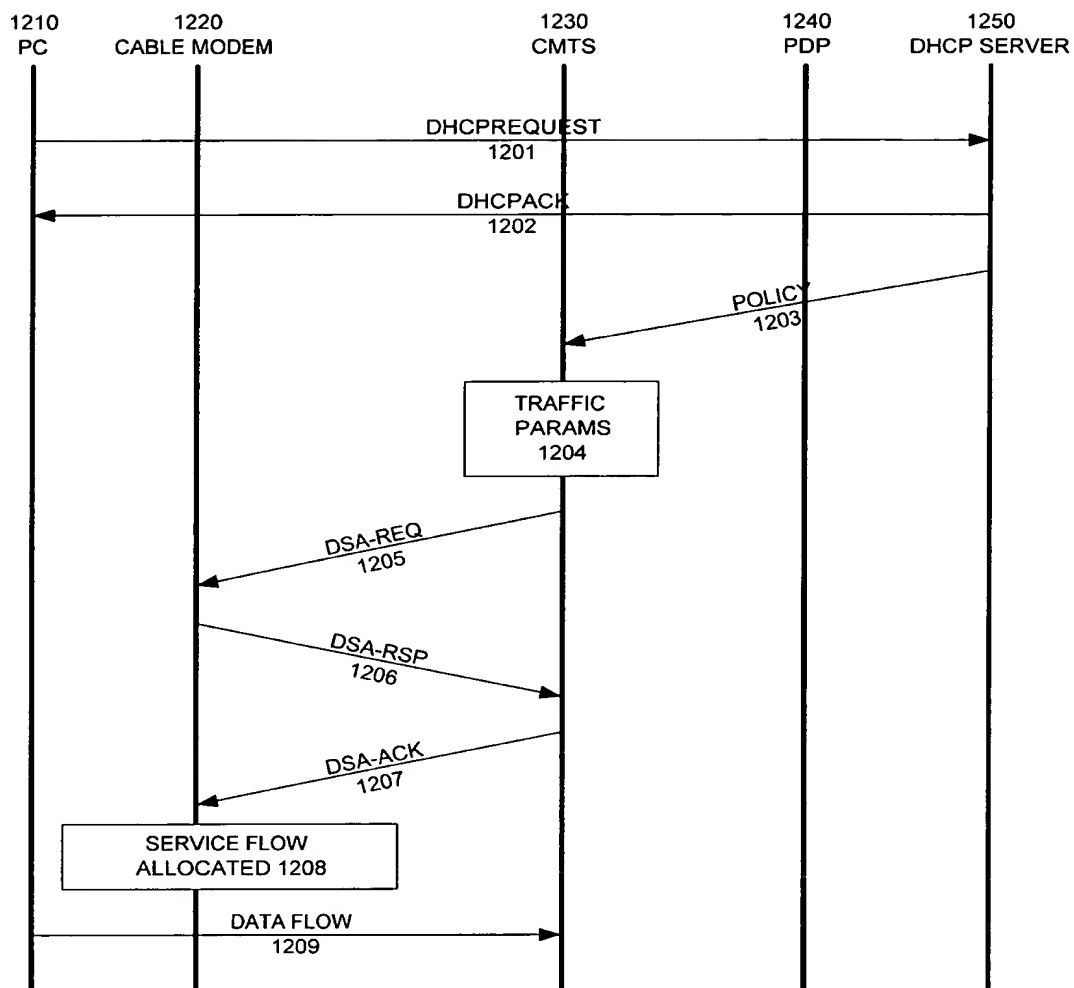 1210
PC
1220
CABLE MODEM
1230
CMTS
1240
PDP
1250
DHCP SERVER
DHCPREQUEST
1201
DHCPACK
1202
POLICY
1203
TRAFFIC
PARAMS
1204
DSA-REQ
1205
DSA-RSP
1206
DSA-ACK
1207
SERVICE FLOW
ALLOCATED 1208
DATA FLOW
1209